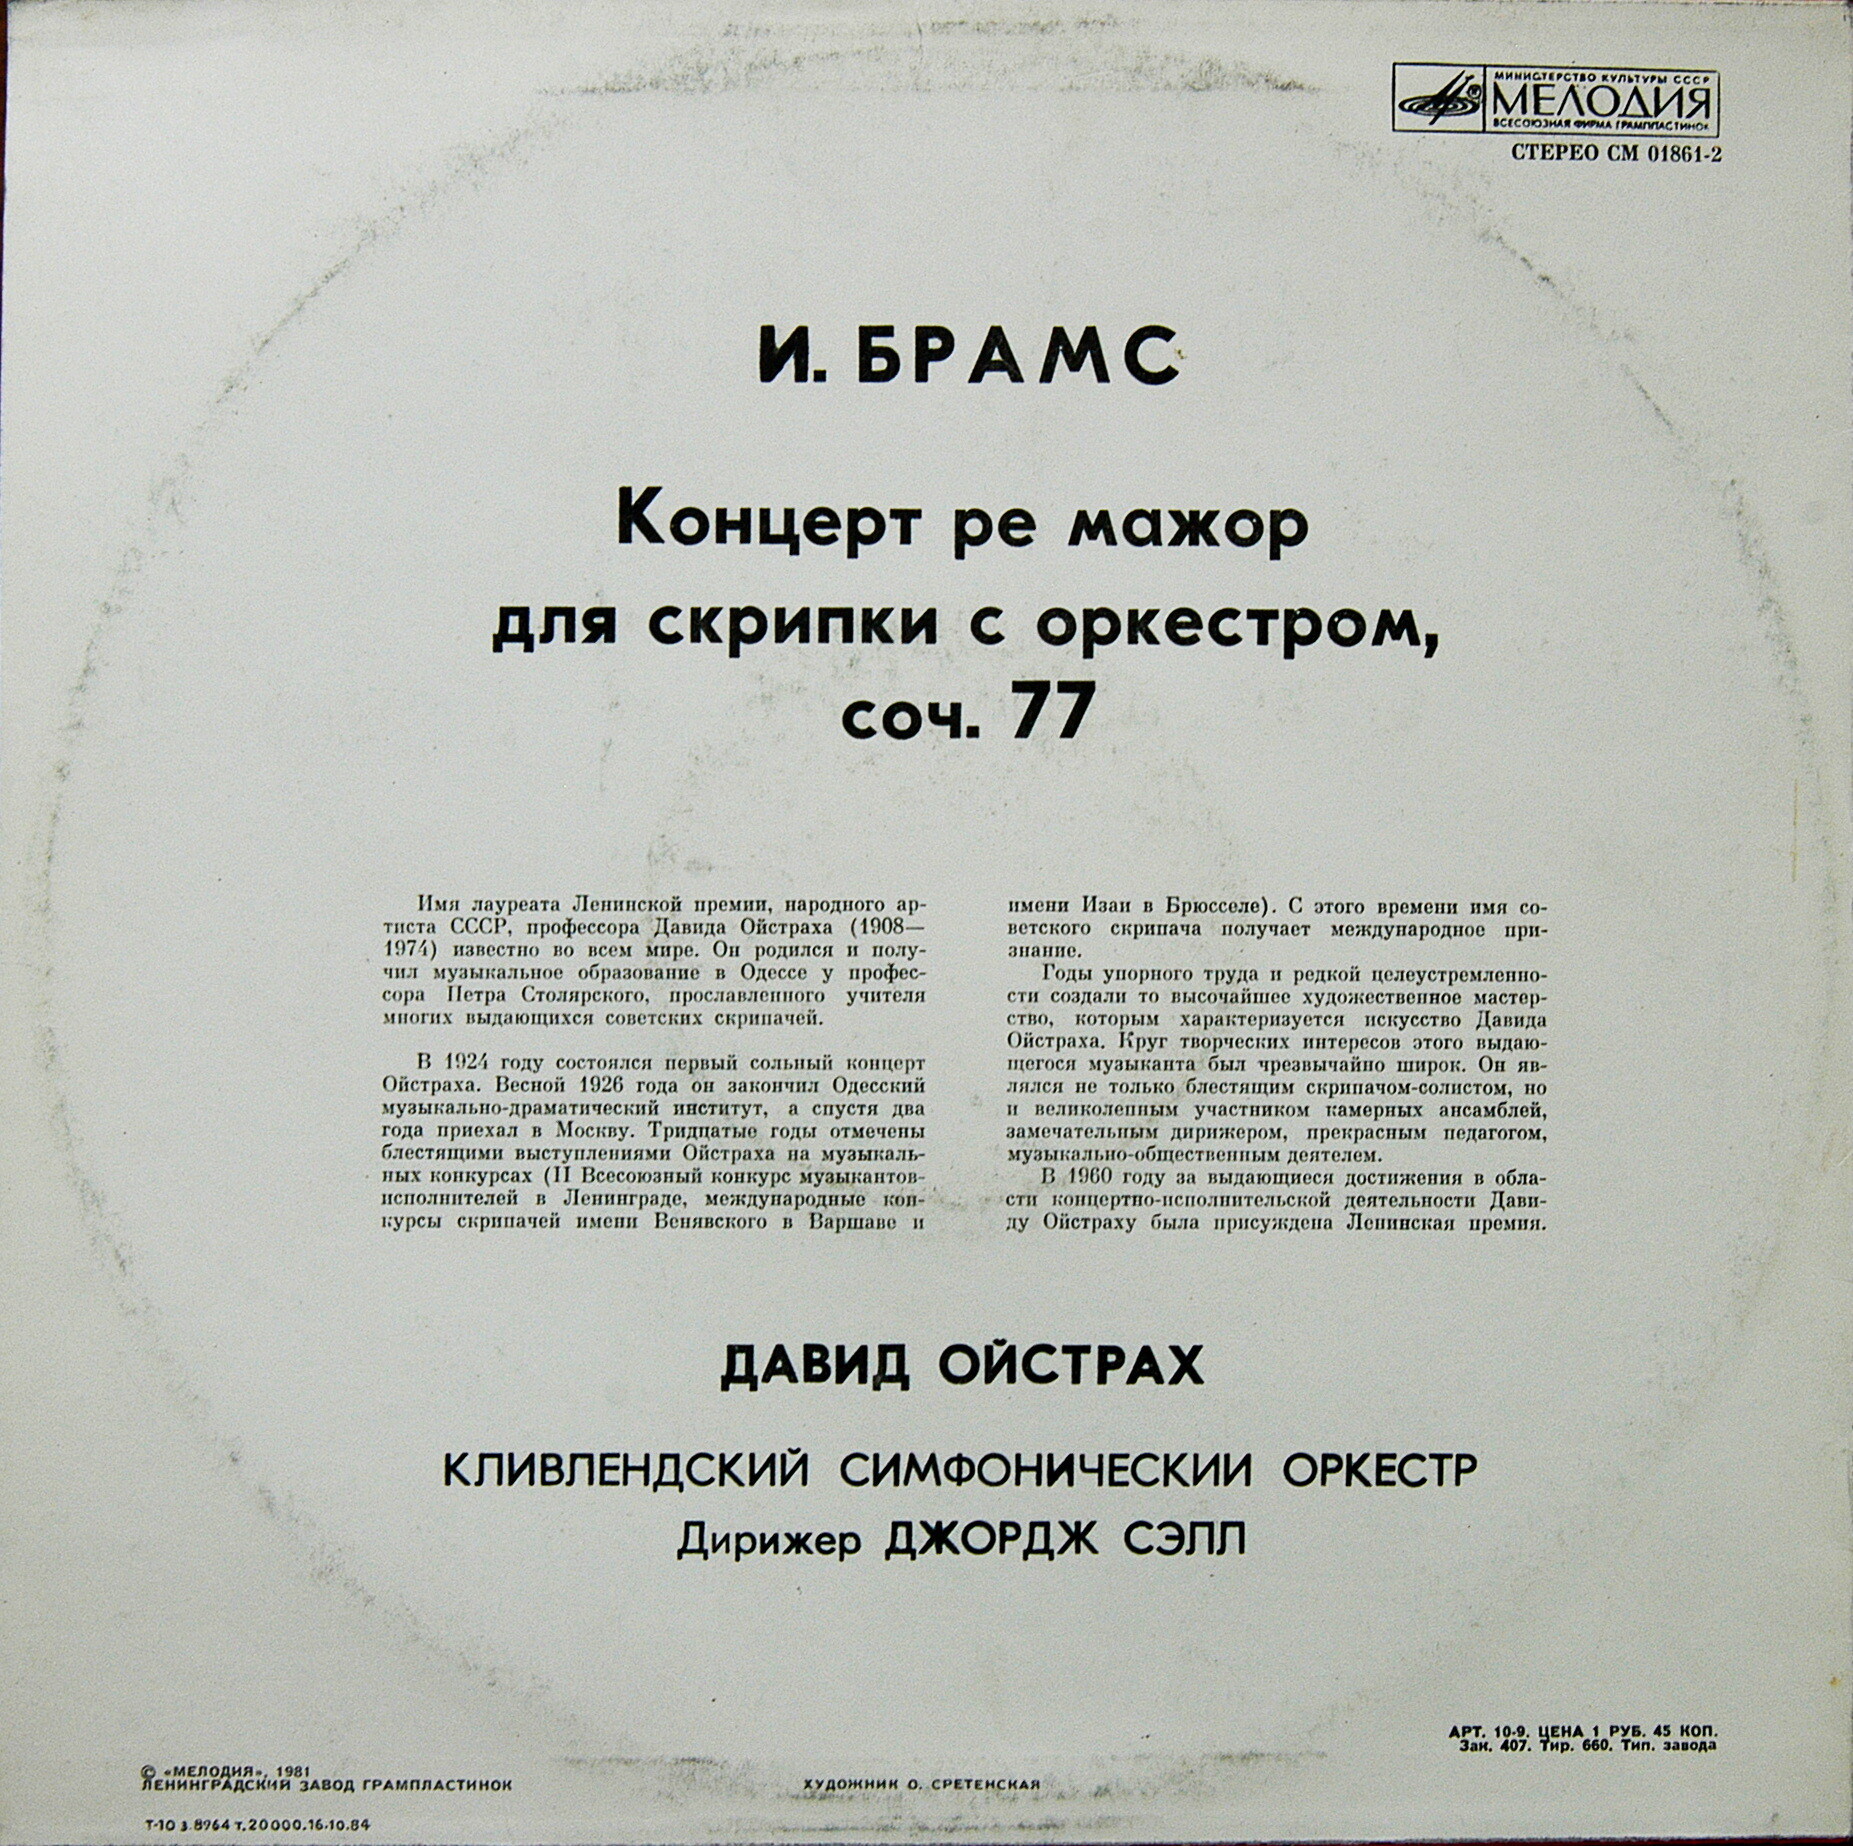 МИНИСТЕРСТВО КУЛЬТУРЫ СССР
МЕЛОДИЯ
ВСЕСОЮЗНАЯ ФИРМА ГРАМПЛАСТИНОК
СТЕРЕО СМ 01861-2
И. БРАМС
Концерт ре мажор
для скрипки с оркестром,
соч. 77
Имя лауреата Ленинской премии, народного ар-
тиста СССР, профессора Давида Ойстраха (1908—
1974) известно во всем мире. Он родился и полу-
чил музыкальное образование в Одессе у профес-
сора Петра Столярского, прославленного учителя
многих выдающихся советских скрипачей.
В 1924 году состоялся первый сольный концерт
Ойстраха. Весной 1926 года он закончил Одесский
музыкально-драматический институт, а спустя два
года приехал в Москву. Тридцатые годы отмечены
блестящими выступлениями Ойстраха на музыкаль-
ных конкурсах (II Всесоюзный конкурс музыкантов-
исполнителей в Ленинграде, международные кон-
курсы скрипачей имени Венявского в Варшаве и
имени Изаи в Брюсселе). С этого времени имя со-
ветского скрипача получает международное при-
знание.
Годы упорного труда и редкой целеустремленно-
сти создали то высочайшее художественное мастер-
ство, которым характеризуется искусство Давида
Ойстраха. Круг творческих интересов этого выдаю-
щегося музыканта был чрезвычайно широк. Он яв-
лялся не только блестящим скрипачом-солистом, но
и великолепным участником камерных ансамблей,
замечательным дирижером, прекрасным педагогом,
музыкально-общественным деятелем.
В 1960 году за выдающиеся достижения в обла-
сти концертно-исполнительской деятельности Дави-
ду Ойстраху была присуждена Ленинская премия.
ДАВИД ОЙСТРАХ
КЛИВЛЕНДСКИЙ СИМФОНИЧЕСКИИ ОРКЕСТР
Дирижер ДЖОРДЖ СЭЛЛ
АРТ. 10-9. ЦЕНА 1 РУБ. 45 КОП.
Зак. 407. Тир. 660. Тип. завода
© «МЕЛОДИЯ», 1981
ЛЕНИНГРАДСКИЙ ЗАВОД ГРАМПЛАСТИНОК
ХУДОЖНИК О. СРЕТЕНСКАЯ
Т-10 з.8964 т.20000.16.10.84